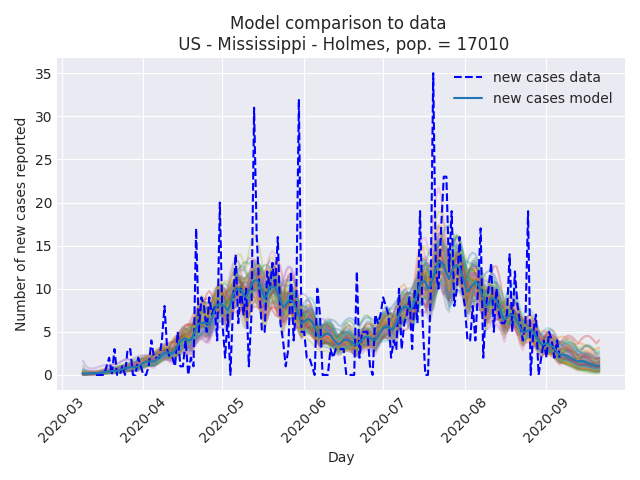 Model comparison to data
US - Mississippi - Holmes, pop. = 17010
new cases data
new cases model
Number of new cases reported
35
30
25
20
15
10
5
0
2020-03
2020-04
2020-05
2020-06
2020-07
2020-08
2020-09
Day